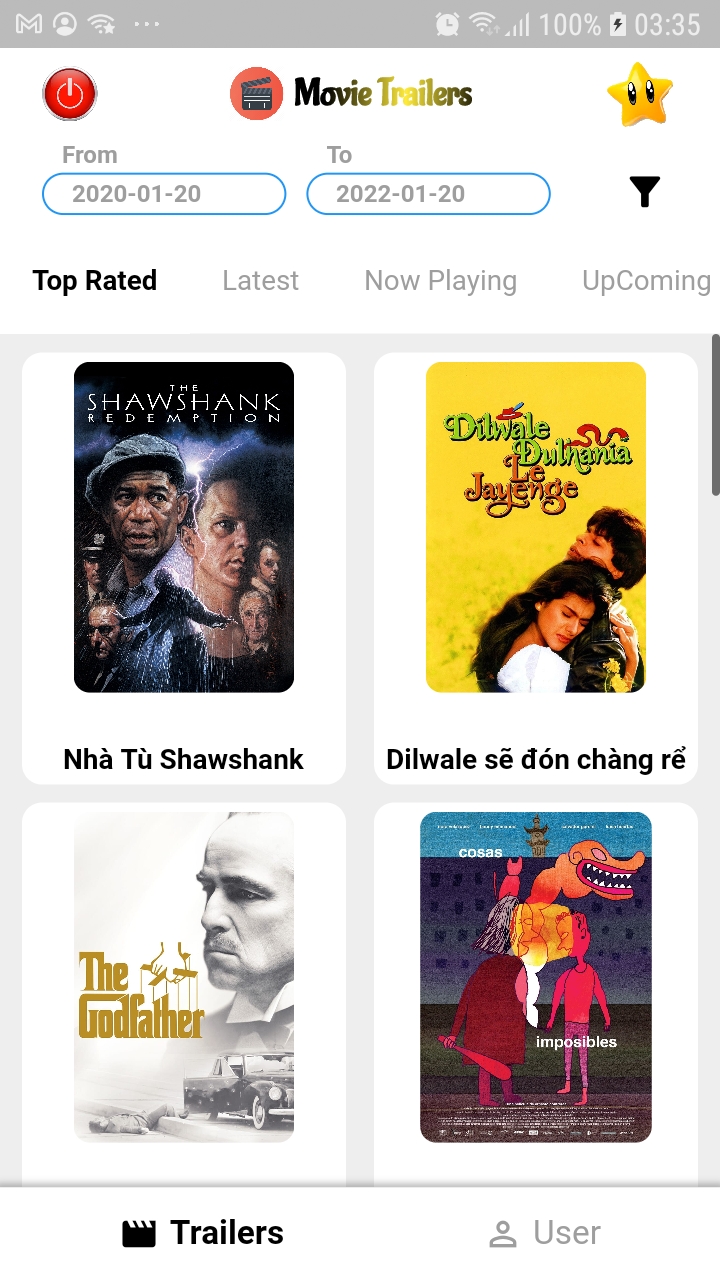 100% 03:35
Movie Trailers
From To
2020-01-20 2022-01-20
Top Rated Latest Now Playing UpComing
THE
SHAWSHANK
REDEMPTION
Dilwale
Dulhania
Le
Jayenge
Nhà Tù Shawshank
Dilwale sẽ đón chàng rể
The
Godfather
cosas
imposibles
Trailers User